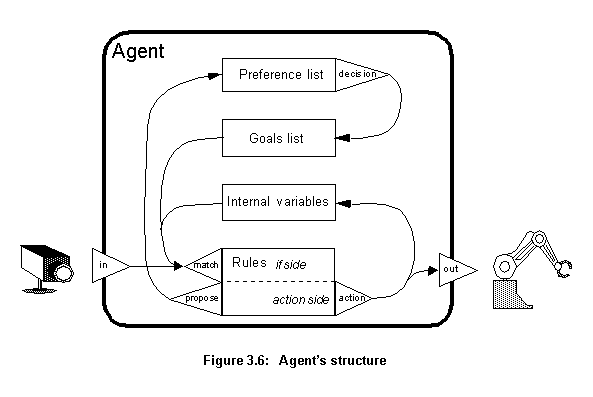 Agent
Preference list
decision
Goals list
Internal variables
in
match
Rules if side
out
propose
action side
action
Figure 3.6: Agent's structure